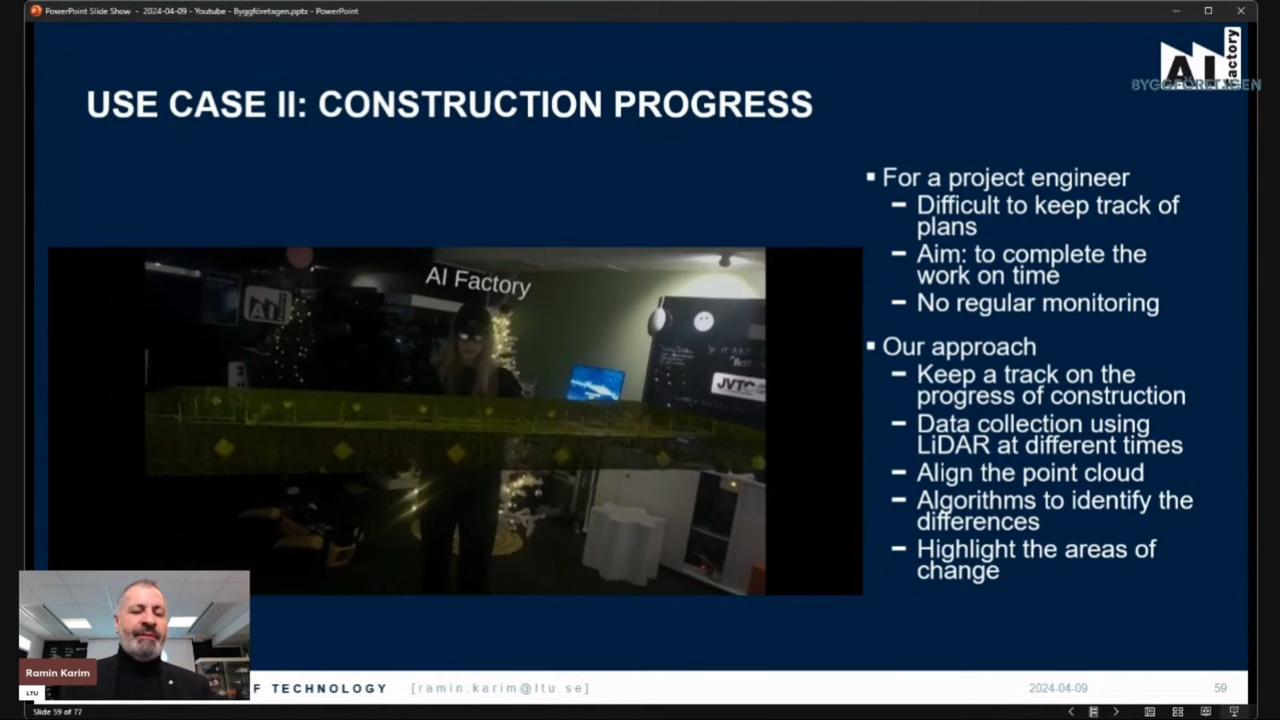 PowerPoint Slide Show - 2024-04-09 - Youtube - Byggföretagen.pptx - PowerPoint
AI Factory
BYGGFÖRETAGEN
USE CASE II: CONSTRUCTION PROGRESS
For a project engineer
– Difficult to keep track of
plans
– Aim: to complete the
work on time
– No regular monitoring
Our approach
– Keep a track on the
progress of construction
– Data collection using
LiDAR at different times
– Align the point cloud
– Algorithms to identify the
differences
– Highlight the areas of
change
AI Factory
AI
JVTC
Ramin Karim
LTU
F TECHNOLOGY [ramin.karim@ltu.se] 2024-04-09 59
Slide 59 of 77